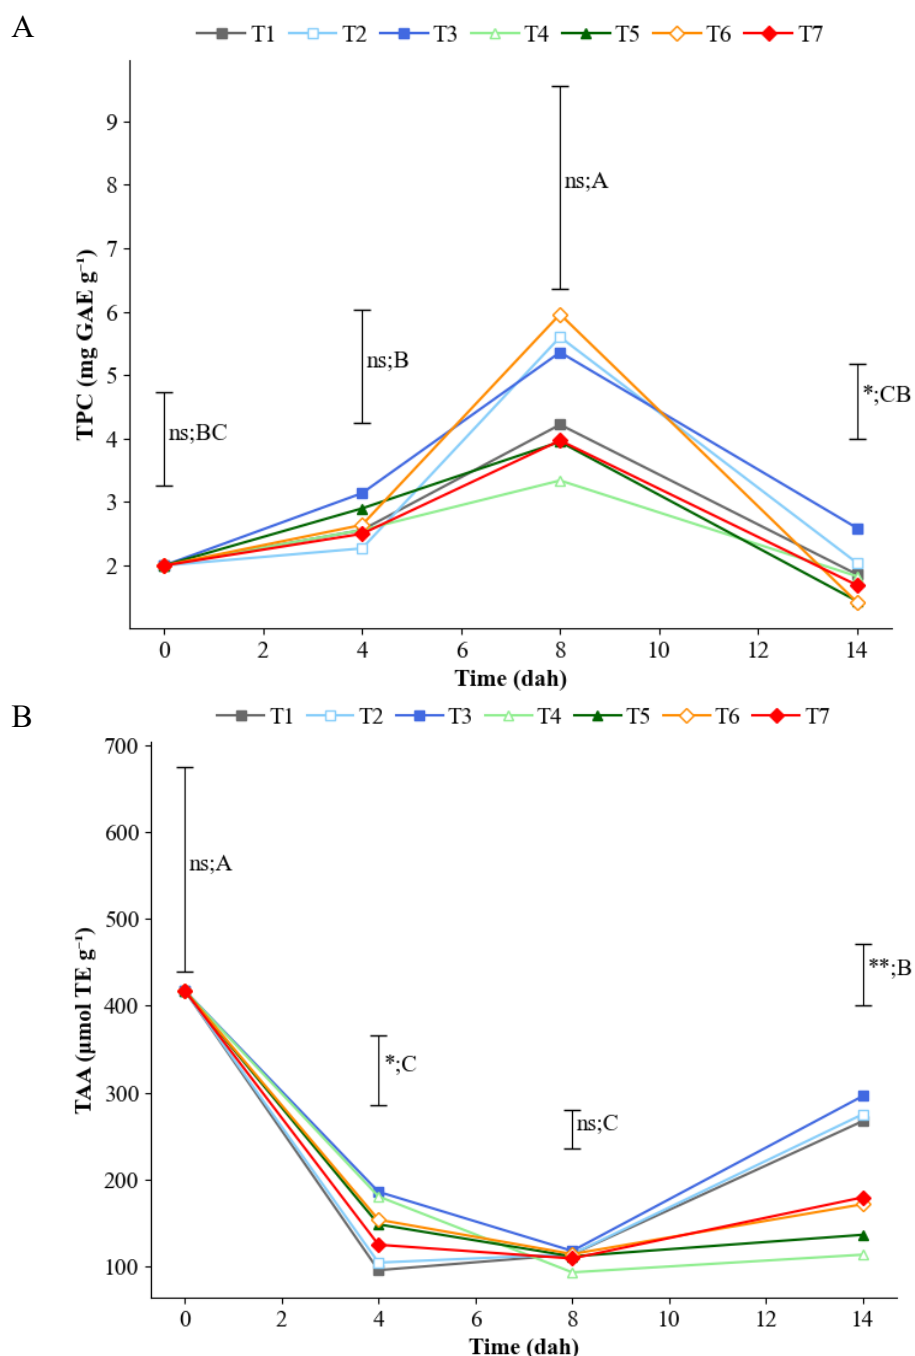 A
T1 T2 T3 T4 T5 T6 T7
TPC (mg GAE g⁻¹)
9
8
7
6
5
4
3
2
ns;BC
ns;B
ns;A
*;CB
0 2 4 6 8 10 12 14
Time (dah)
B
T1 T2 T3 T4 T5 T6 T7
TAA (µmol TE g⁻¹)
700
600
500
400
300
200
100
ns;A
*;C
ns;C
**;B
0 2 4 6 8 10 12 14
Time (dah)